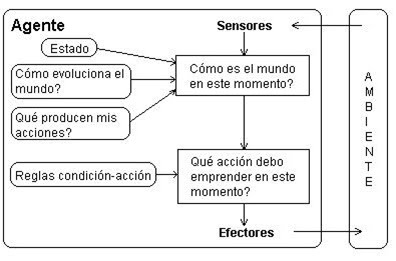 Agente
Sensores
Estado
Cómo evoluciona el
mundo?
Qué producen mis
acciones?
Cómo es el mundo
en este momento?
Reglas condición-acción
Qué acción debo
emprender en este
momento?
Efectores
AMBIENTE